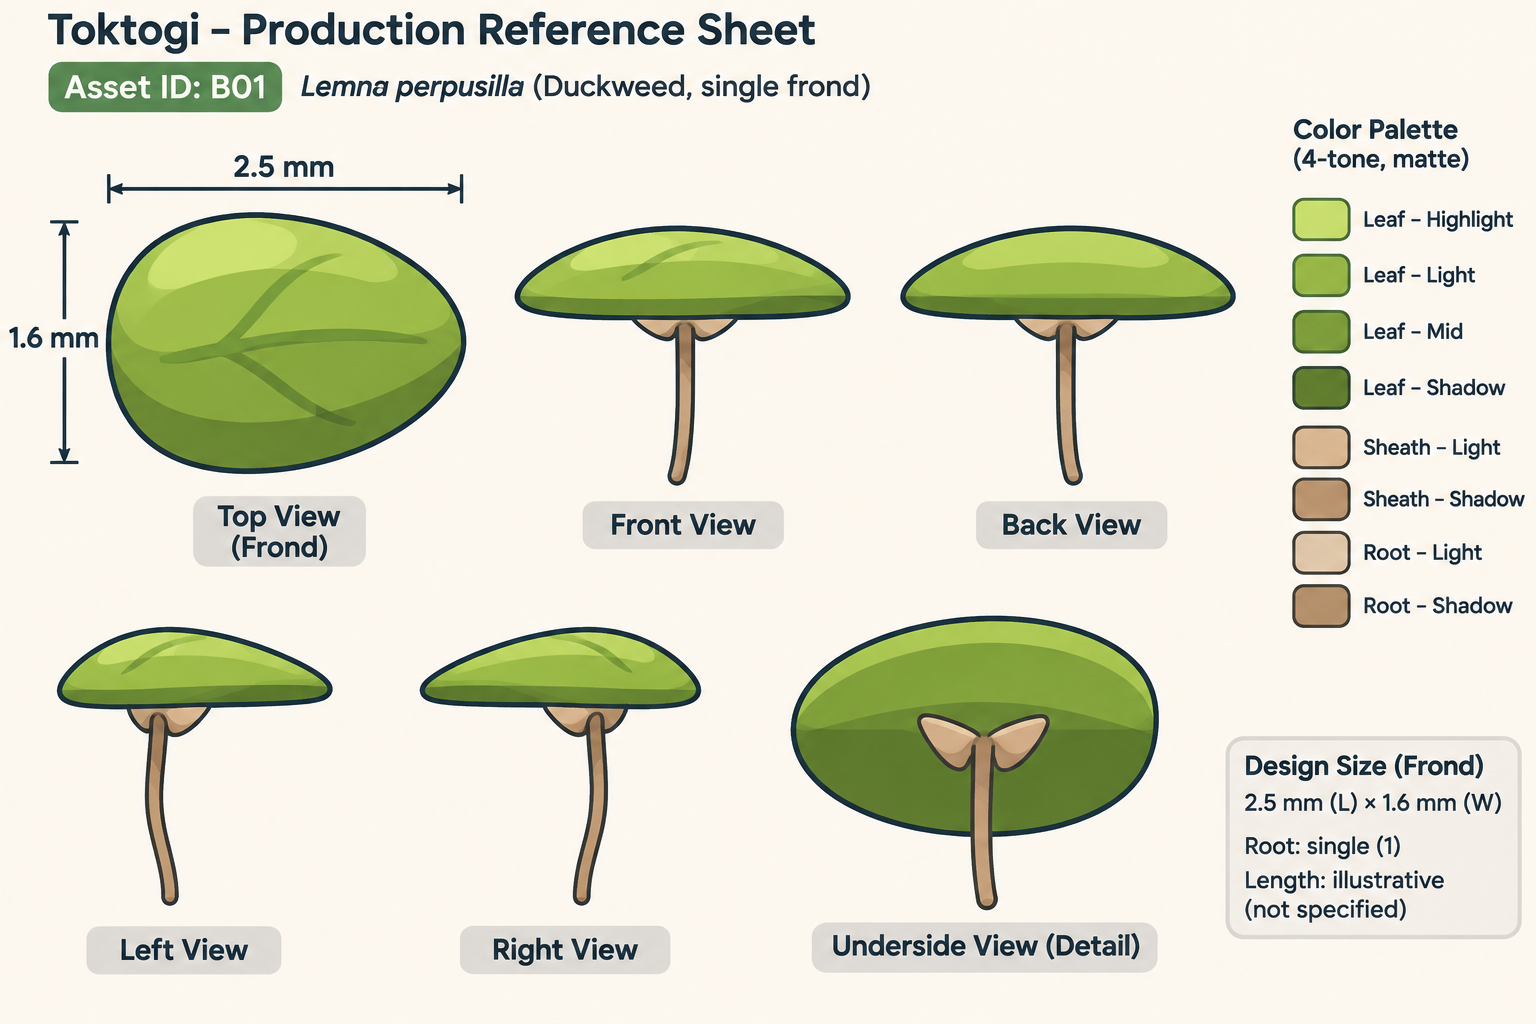 Toktogi – Production Reference Sheet
Asset ID: B01
Lemna perpusilla (Duckweed, single frond)
2.5 mm
1.6 mm
Top View
(Frond)
Front View
Back View
Left View
Right View
Underside View (Detail)
Color Palette
(4-tone, matte)
Leaf – Highlight
Leaf – Light
Leaf – Mid
Leaf – Shadow
Sheath – Light
Sheath – Shadow
Root – Light
Root – Shadow
Design Size (Frond)
2.5 mm (L) × 1.6 mm (W)
Root: single (1)
Length: illustrative
(not specified)